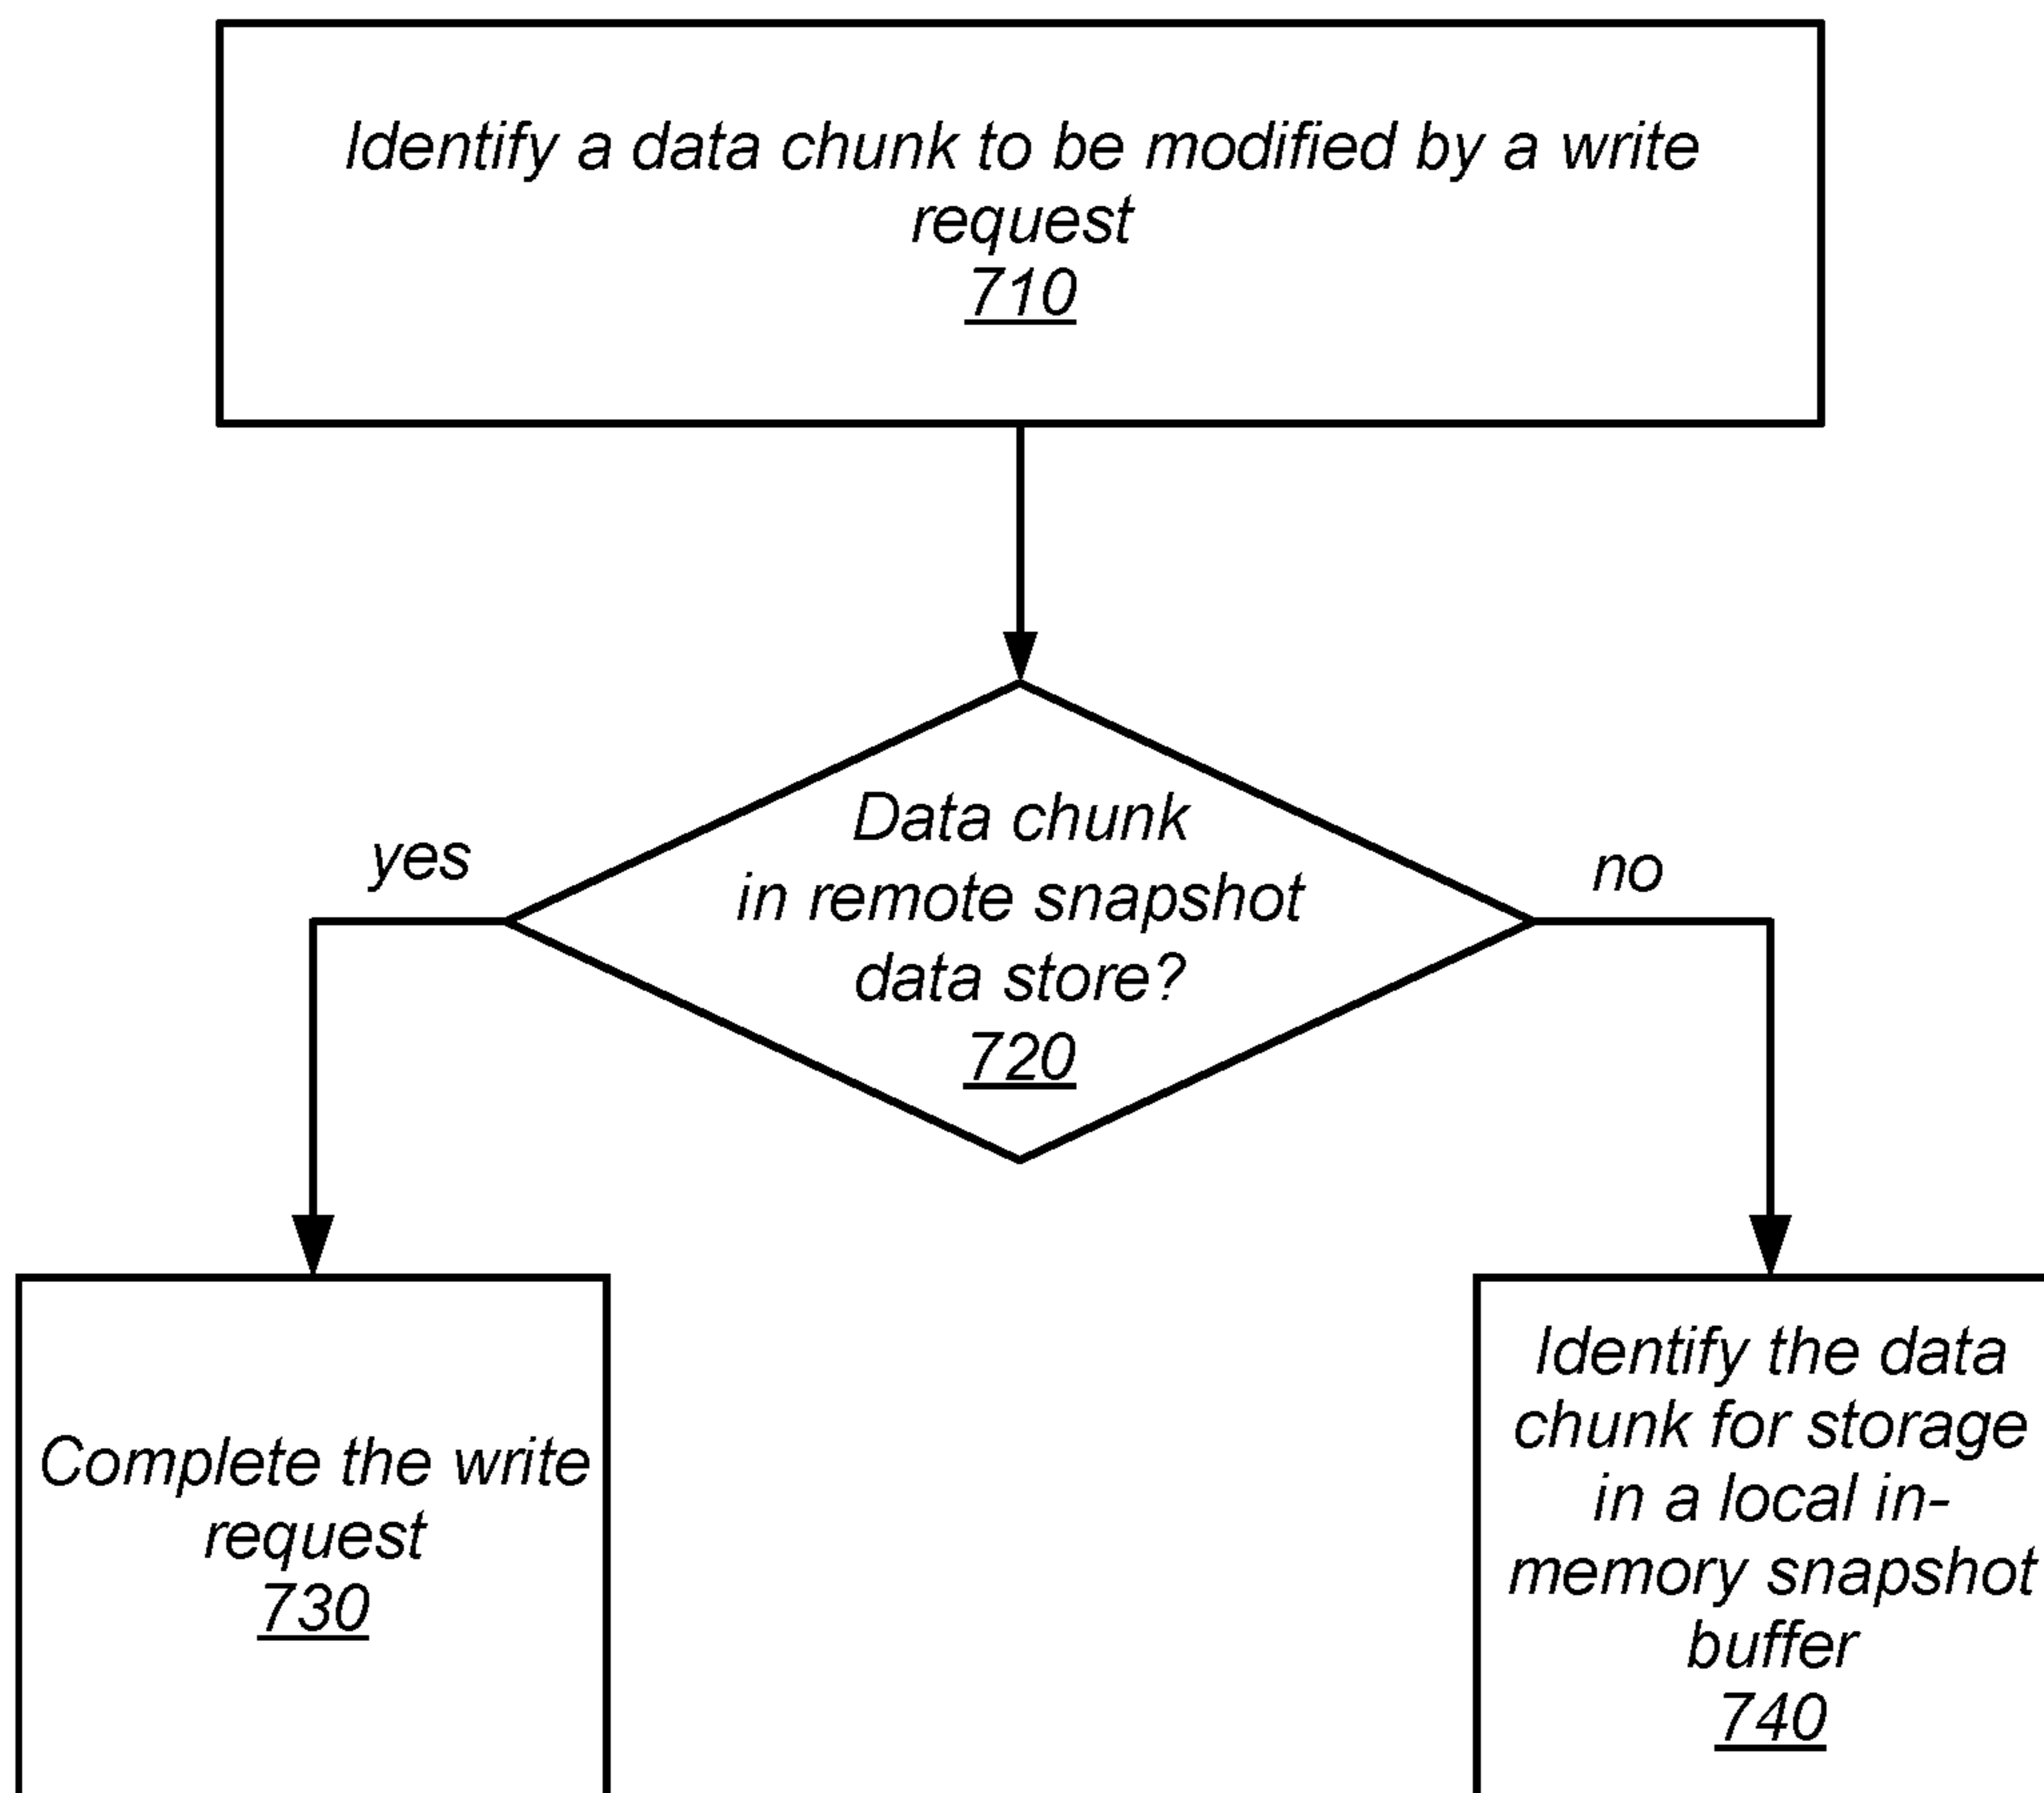 Identify a data chunk to be modified by a write
request
710
Data chunk
in remote snapshot
data store?
720
yes
no
Complete the write
request
730
Identify the data
chunk for storage
in a local in-
memory snapshot
buffer
740